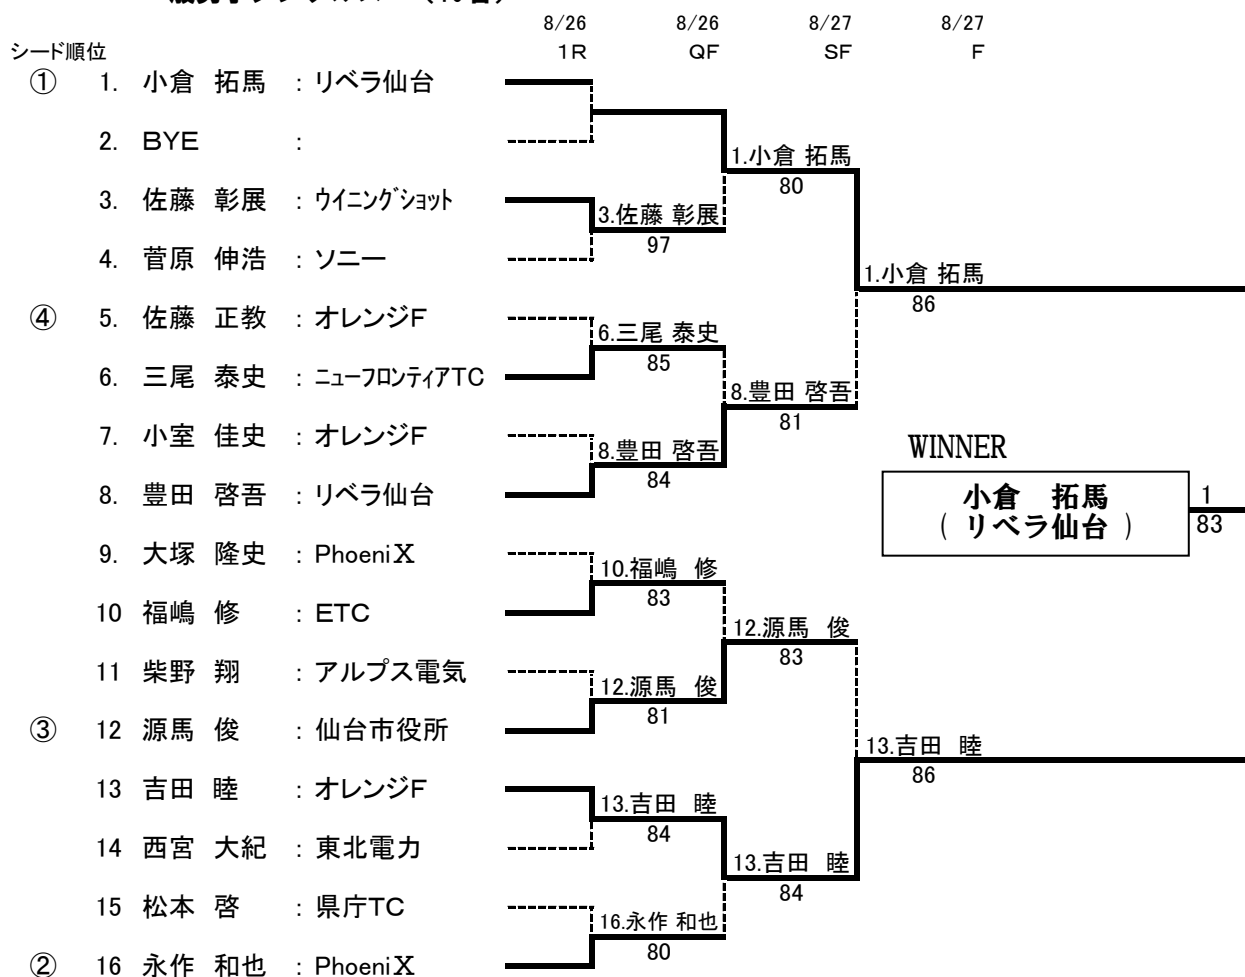 8/26 8/26 8/27 8/27
シード順位 1R QF SF F
① 1. 小倉 拓馬 : リベラ仙台
2. BYE :
1.小倉 拓馬
80
3. 佐藤 彰展 : ウイニングショット
3.佐藤 彰展
97
4. 菅原 伸浩 : ソニー
1.小倉 拓馬
86
④ 5. 佐藤 正教 : オレンジF
6.三尾 泰史
85
6. 三尾 泰史 : ニューフロンティアTC
8.豊田 啓吾
81
7. 小室 佳史 : オレンジF
8.豊田 啓吾
84
8. 豊田 啓吾 : リベラ仙台
WINNER
小倉 拓馬
( リベラ仙台 )
1
83
9. 大塚 隆史 : PhoeniX
10.福嶋 修
83
10 福嶋 修 : ETC
12.源馬 俊
83
11 柴野 翔 : アルプス電気
12.源馬 俊
81
③ 12 源馬 俊 : 仙台市役所
13.吉田 睦
86
13 吉田 睦 : オレンジF
13.吉田 睦
84
14 西宮 大紀 : 東北電力
13.吉田 睦
84
15 松本 啓 : 県庁TC
16.永作 和也
80
② 16 永作 和也 : PhoeniX